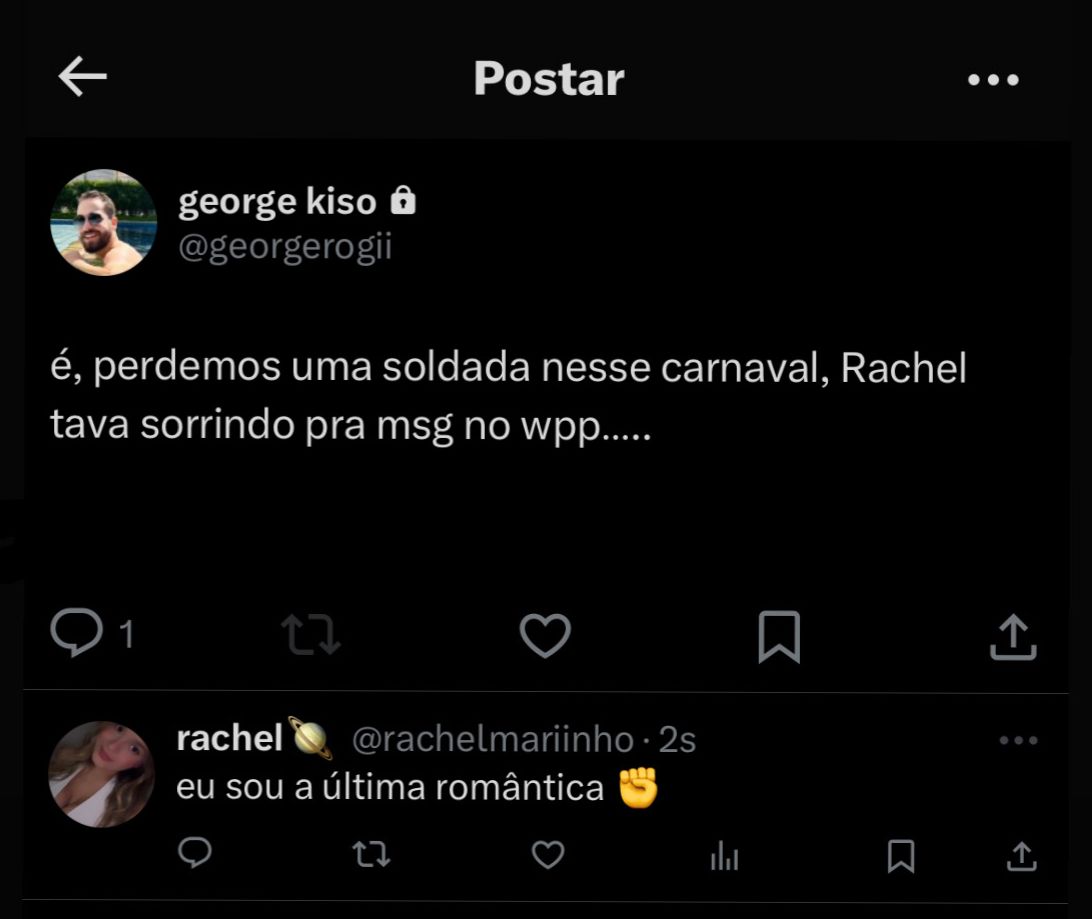 Postar
george kiso
@georgerogii
é, perdemos uma soldada nesse carnaval, Rachel
tava sorrindo pra msg no wpp.....
1
rachel🪐 @rachelmariinho · 2s
eu sou a última romântica ✊